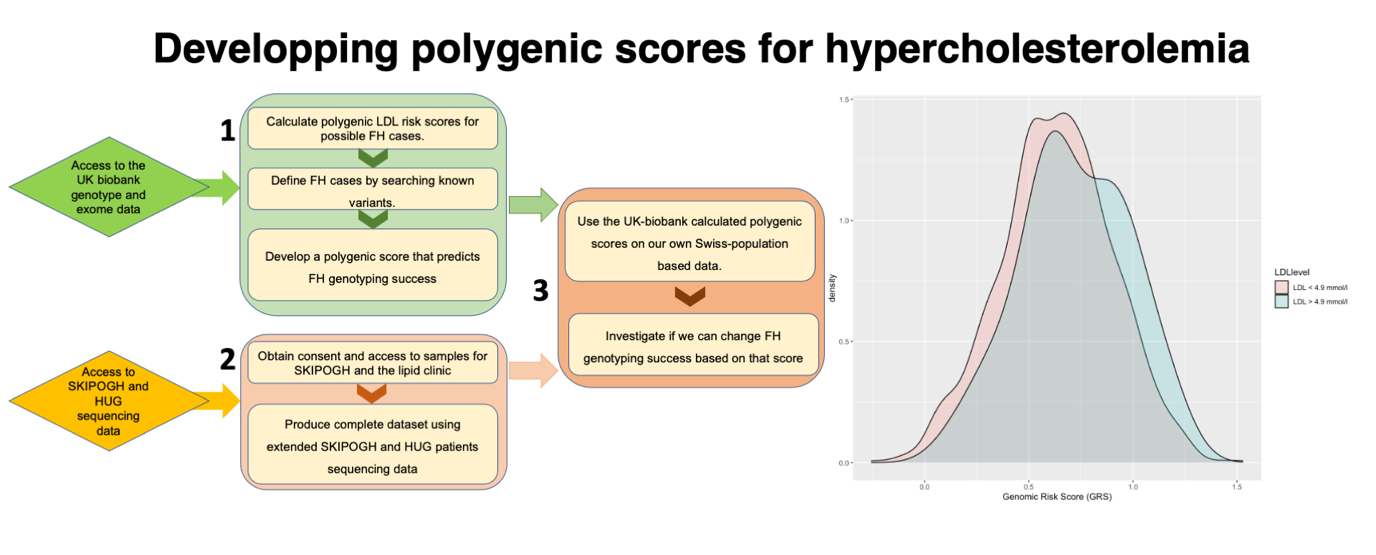 Developping polygenic scores for hypercholesterolemia
Access to the
UK biobank
genotype and
exome data
1
Calculate polygenic LDL risk scores for
possible FH cases.
Define FH cases by searching known
variants.
Develop a polygenic score that predicts
FH genotyping success
Access to
SKIPOGH and
HUG
sequencing
data
2
Obtain consent and access to samples for
SKIPOGH and the lipid clinic
Produce complete dataset using
extended SKIPOGH and HUG patients
sequencing data
3
Use the UK-biobank calculated polygenic
scores on our own Swiss-population
based data.
Investigate if we can change FH
genotyping success based on that score
density
1.5
1.0
0.5
0.0
0.0 0.5 1.0 1.5
Genomic Risk Score (GRS)
LDLlevel
LDL < 4.9 mmol/l
LDL > 4.9 mmol/l